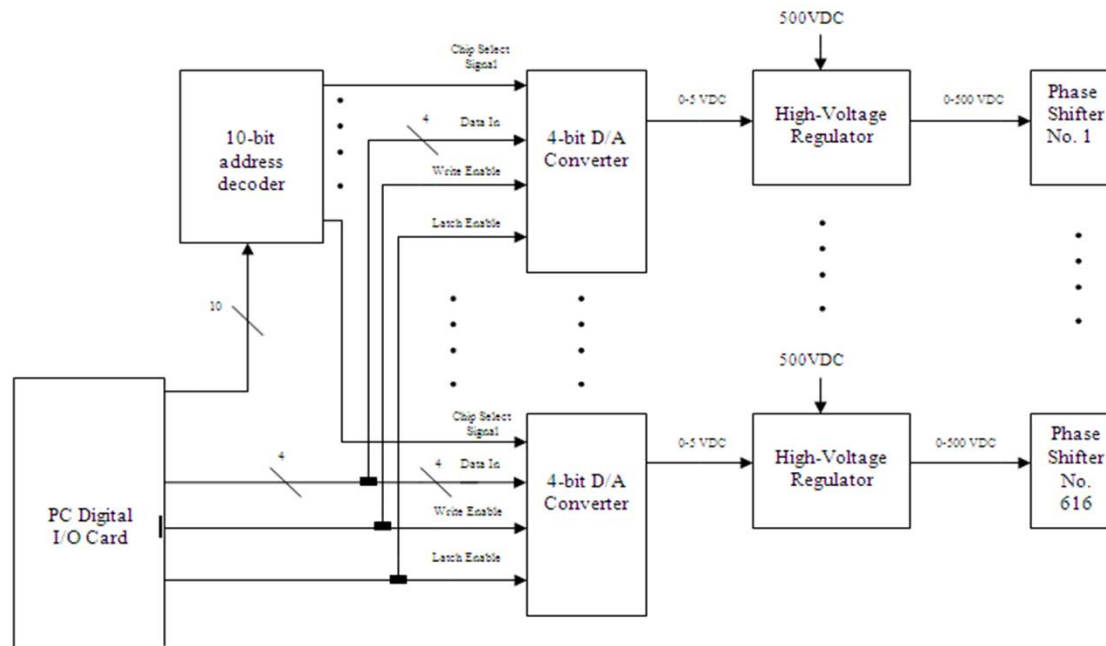 500VDC
Chip Select
Signal
10-bit
address
decoder
4
Data In
Write Enable
Latch Enable
4-bit D/A
Converter
0-5 VDC
High-Voltage
Regulator
0-500 VDC
Phase
Shifter
No. 1
10
500VDC
PC Digital
I/O Card
4
Chip Select
Signal
4
Data In
Write Enable
Latch Enable
4-bit D/A
Converter
0-5 VDC
High-Voltage
Regulator
0-500 VDC
Phase
Shifter
No.
616